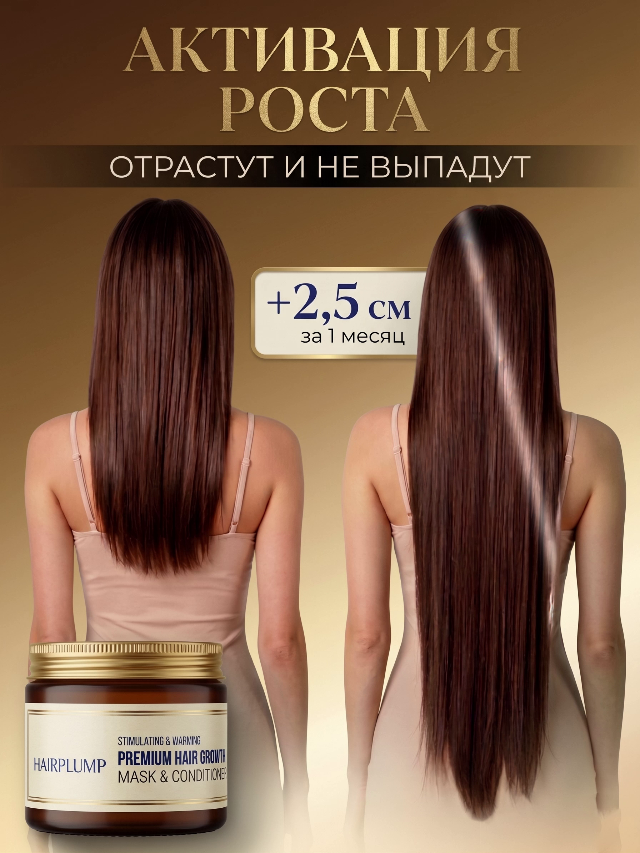 АКТИВАЦИЯ
РОСТА
ОТРАСТУТ И НЕ ВЫПАДУТ
+2,5 см
за 1 месяц
HAIRPLUMP
STIMULATING & WARMING
PREMIUM HAIR GROWTH
MASK & CONDITIONER